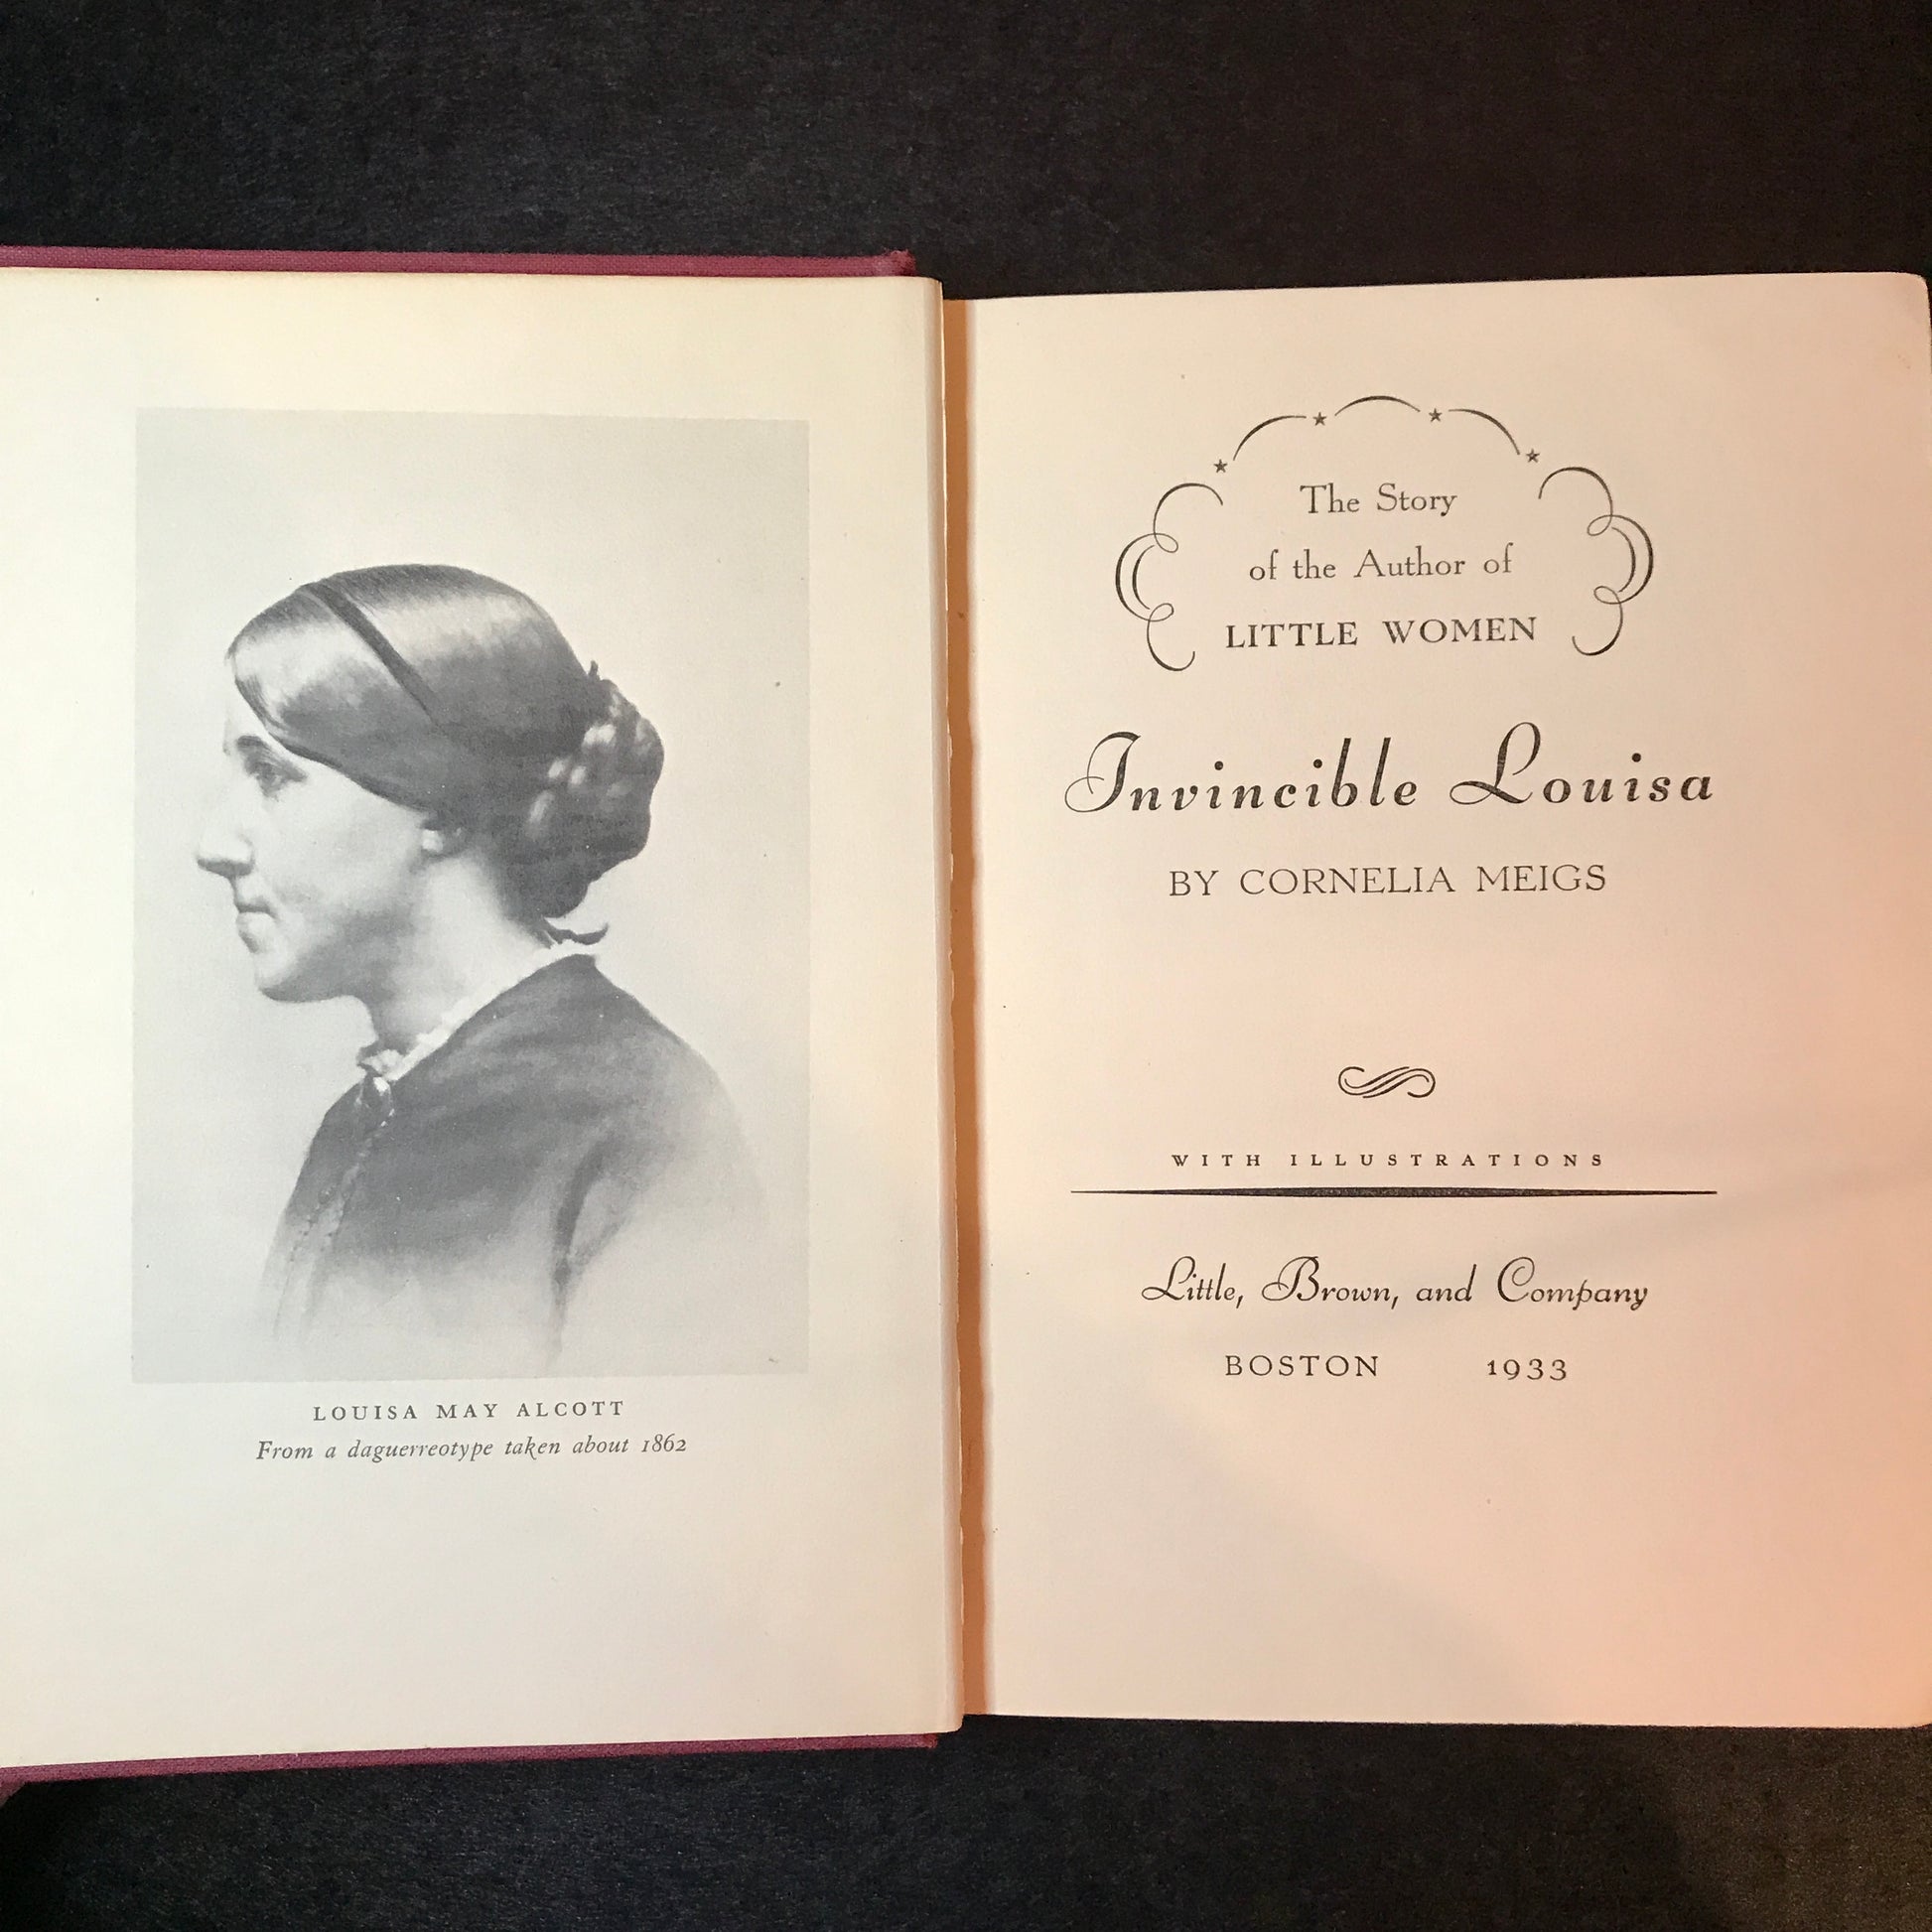 LOUISA MAY ALCOTT
From a daguerreotype taken about 1862
The Story
of the Author of
LITTLE WOMEN
Invincible Louisa
BY CORNELIA MEIGS
WITH ILLUSTRATIONS
Little, Brown, and Company
BOSTON 1933